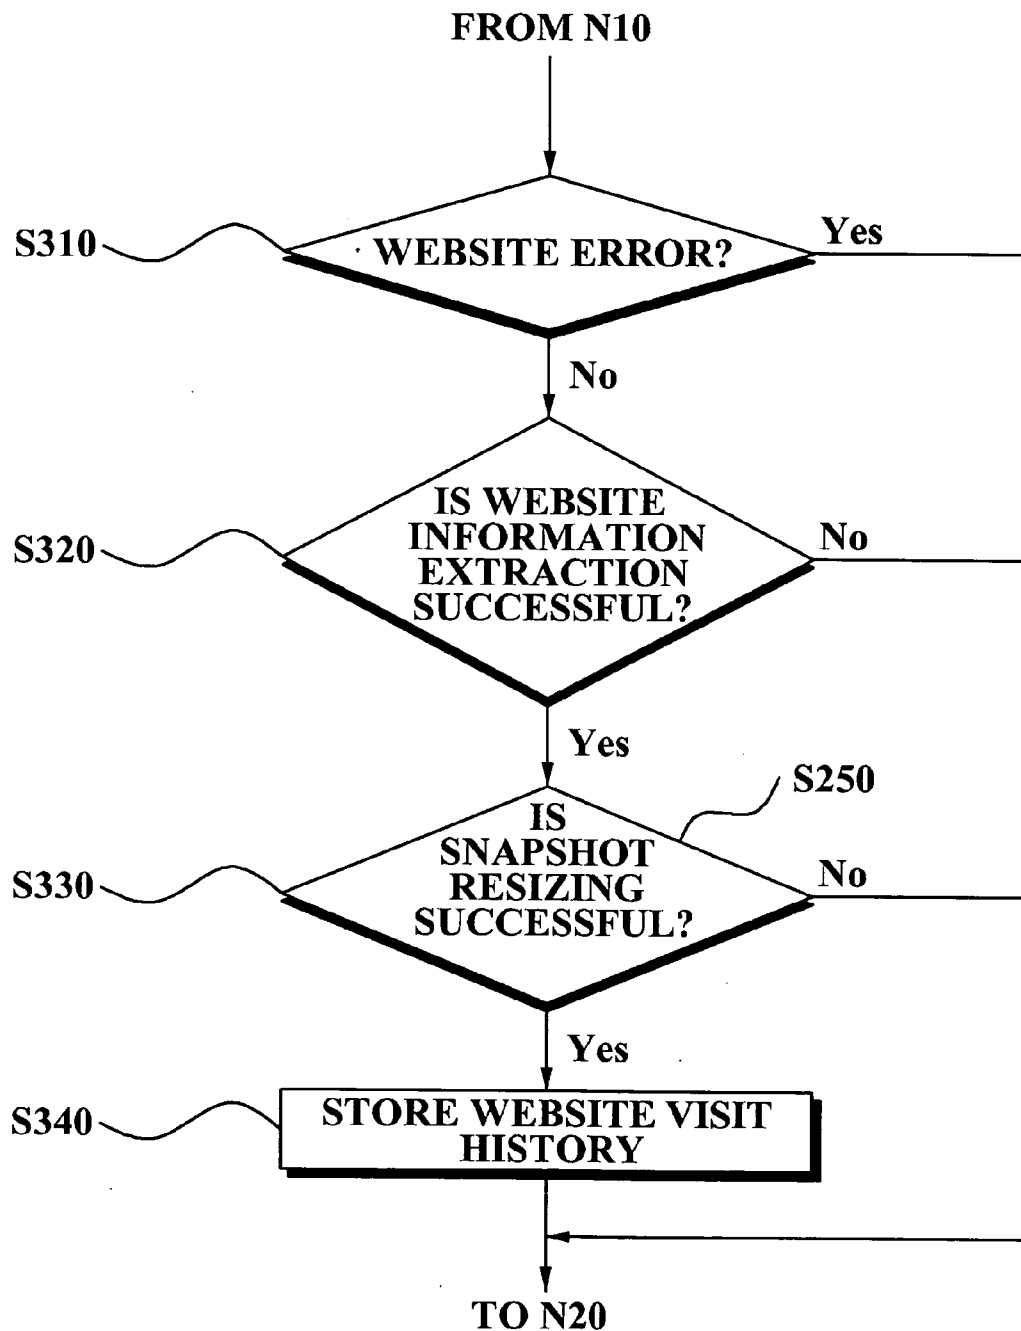 FROM N10
S310
WEBSITE ERROR?
Yes
No
IS WEBSITE
INFORMATION
EXTRACTION
SUCCESSFUL?
S320
No
Yes
S250
IS
SNAPSHOT
RESIZING
SUCCESSFUL?
S330
No
Yes
STORE WEBSITE VISIT
HISTORY
S340
TO N20